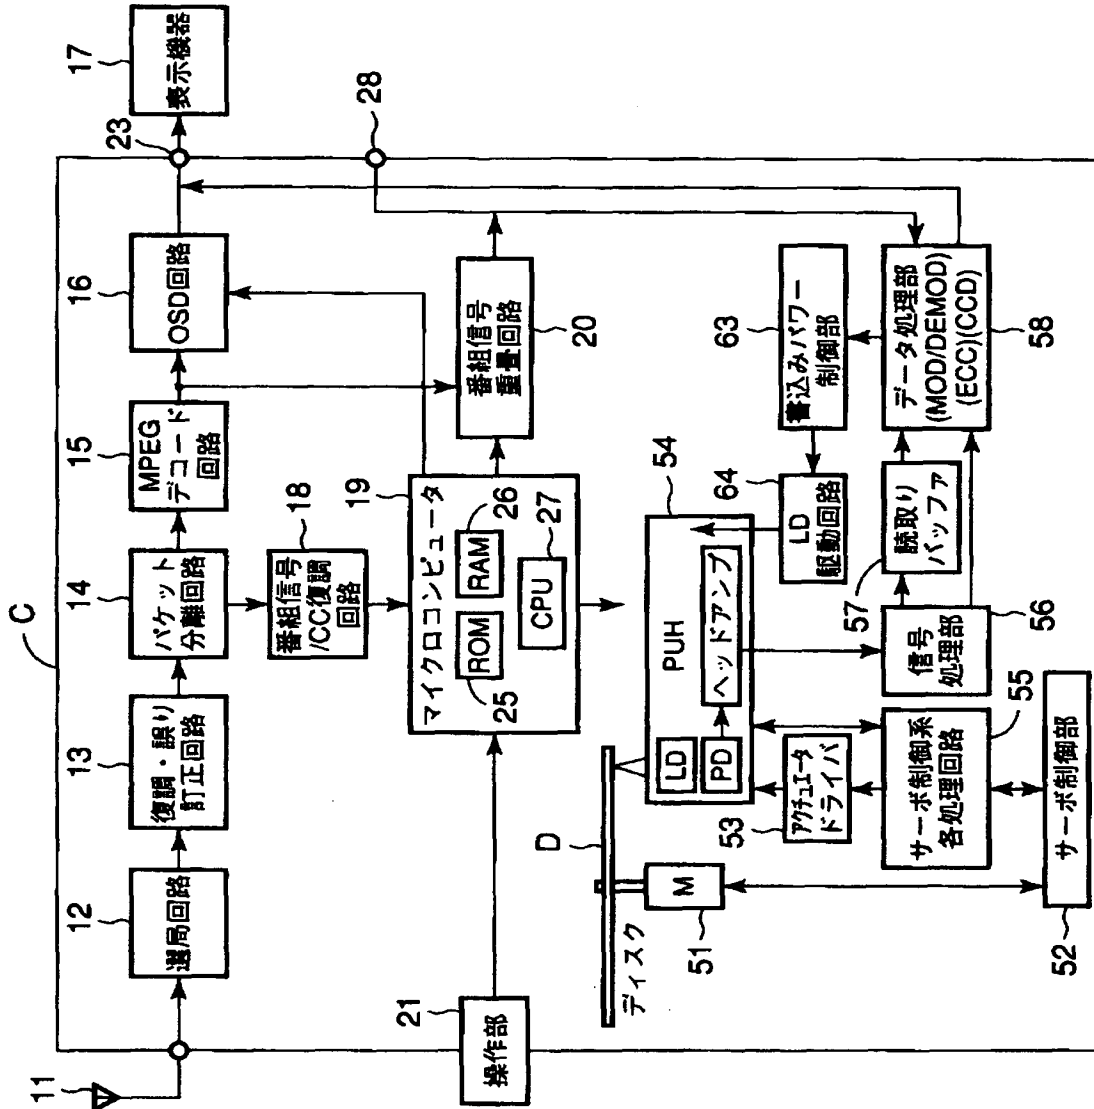 C
11
12
選局回路
13
復調・誤り
訂正回路
14
パケット
分離回路
15
MPEG
デコード
回路
16
OSD回路
23
17
表示機器
18
番組信号
/CC復調
回路
28
21
操作部
19
マイクロコンピュータ
ROM
25
RAM
26
CPU
27
番組信号
重畳回路
20
D
ディスク
M
51
PUH
54
LD
PD
ヘッドアンプ
LD
駆動回路
64
書込みパワー
制御部
63
アクチュエータ
ドライバ
53
サーボ制御系
各処理回路
55
信号
処理部
56
読取り
バッファ
57
データ処理部
(MOD/DEMOD)
(ECC)(CCD)
58
サーボ制御部
52